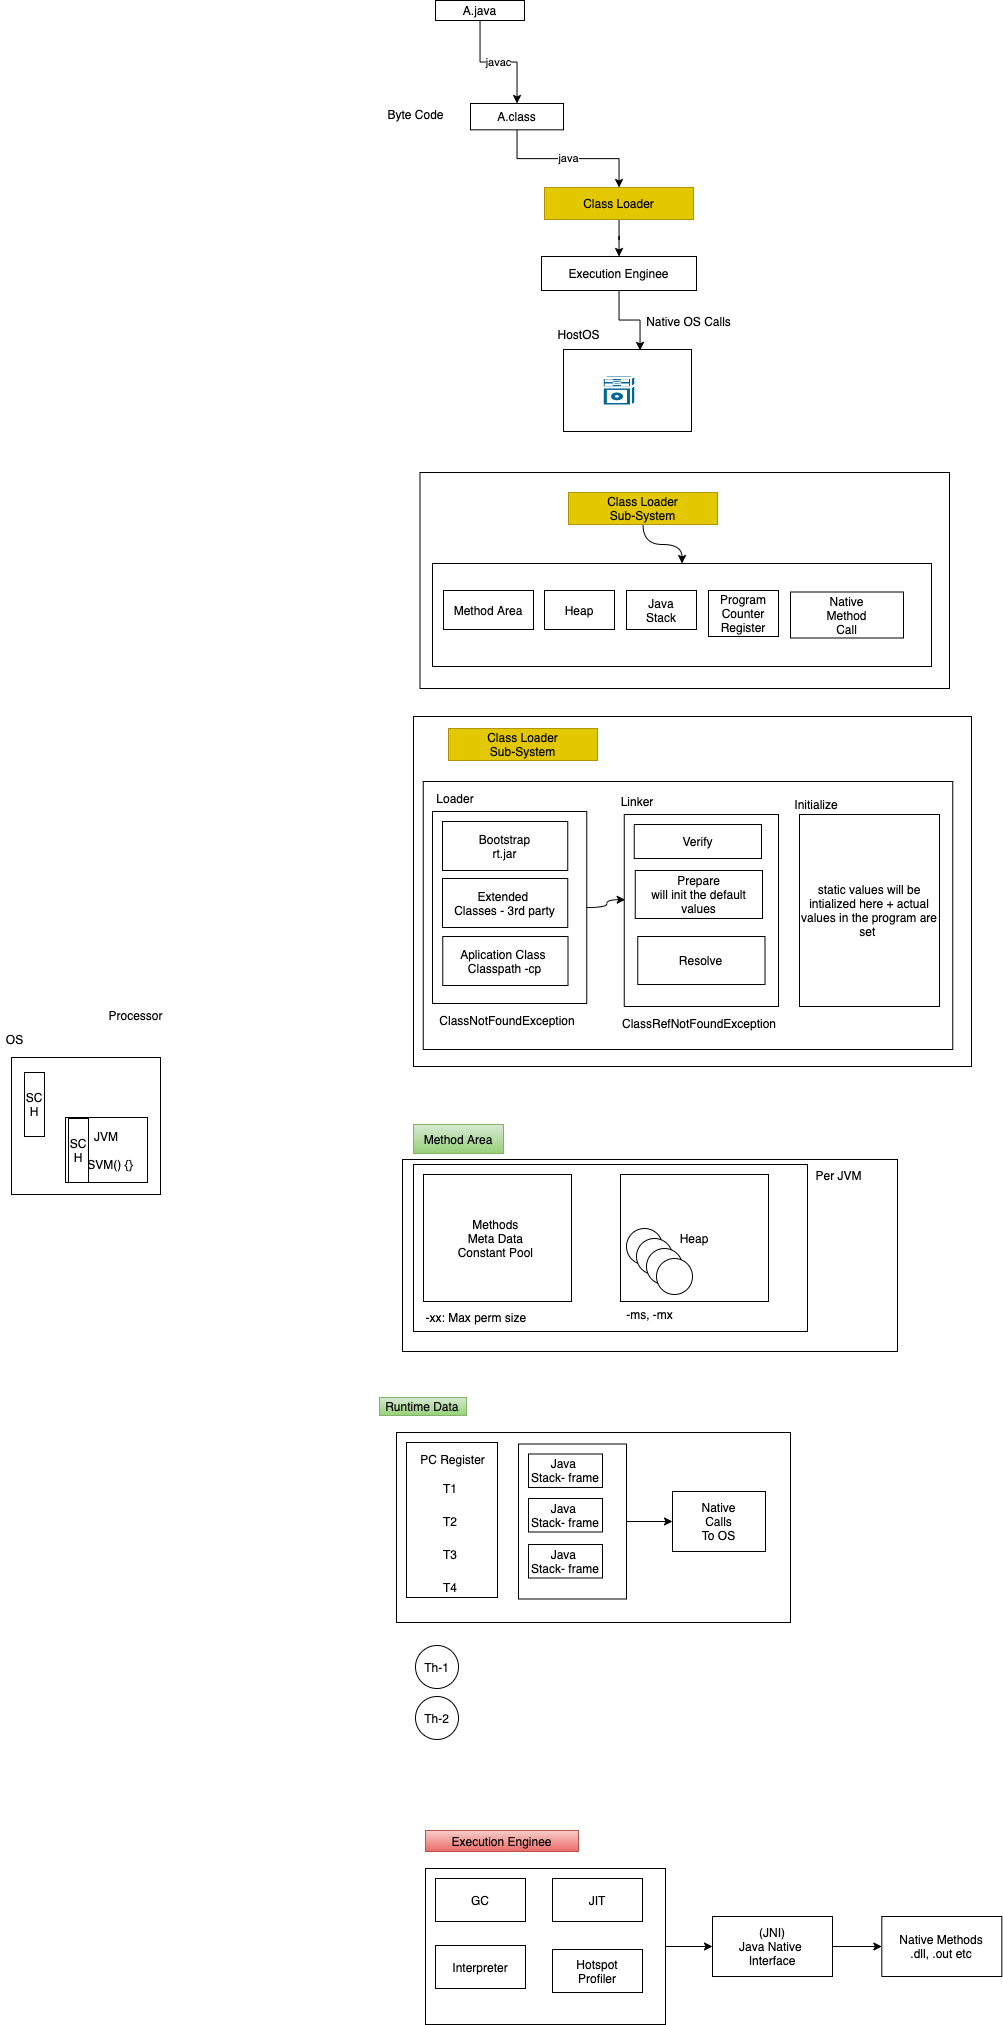 A.java
javac
Byte Code
A.class
java
Class Loader
Execution Enginee
Native OS Calls
HostOS
Class Loader
Sub-System
Method Area
Heap
Java
Stack
Program
Counter
Register
Native
Method
Call
Class Loader
Sub-System
Loader
Bootstrap
rt.jar
Extended
Classes - 3rd party
Aplication Class
Classpath -cp
ClassNotFoundException
Linker
Verify
Prepare
will init the default
values
Resolve
ClassRefNotFoundException
Initialize
static values will be
intialized here + actual
values in the program are
set
Processor
OS
SC
H
SC
H
JVM
SVM() {}
Method Area
Per JVM
Methods
Meta Data
Constant Pool
-xx: Max perm size
Heap
-ms, -mx
Runtime Data
PC Register
T1
T2
T3
T4
Java
Stack- frame
Java
Stack- frame
Java
Stack- frame
Native
Calls
To OS
Th-1
Th-2
Execution Enginee
GC
JIT
Interpreter
Hotspot
Profiler
(JNI)
Java Native
Interface
Native Methods
.dll, .out etc